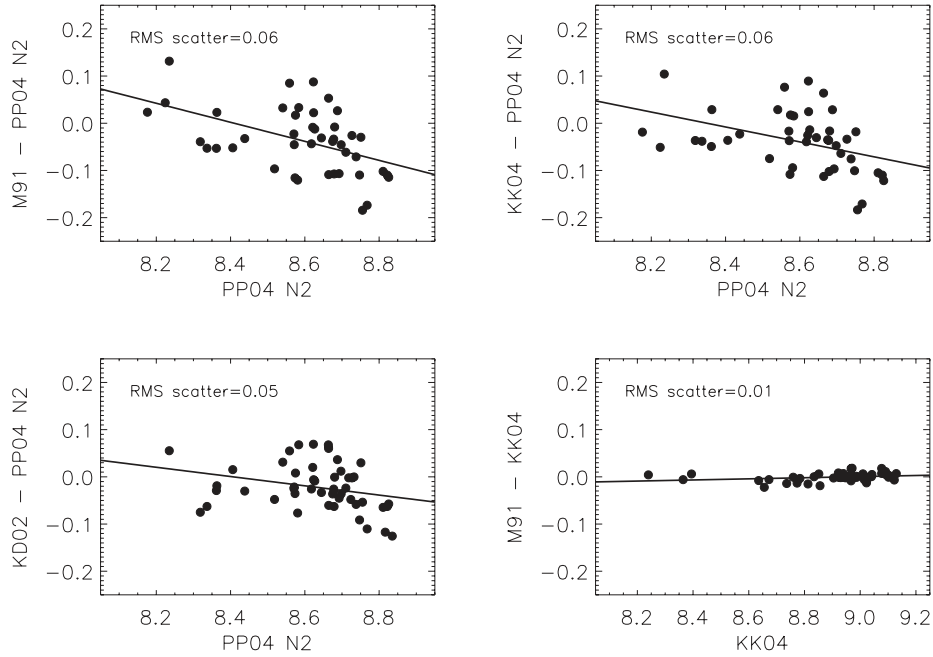 M91 – PP04 N2
0.2
0.1
0.0
−0.1
−0.2
RMS scatter=0.06
8.2 8.4 8.6 8.8
PP04 N2
KK04 – PP04 N2
0.2
0.1
0.0
−0.1
−0.2
RMS scatter=0.06
8.2 8.4 8.6 8.8
PP04 N2
KD02 – PP04 N2
0.2
0.1
0.0
−0.1
−0.2
RMS scatter=0.05
8.2 8.4 8.6 8.8
PP04 N2
M91 – KK04
0.2
0.1
0.0
−0.1
−0.2
RMS scatter=0.01
8.2 8.4 8.6 8.8 9.0 9.2
KK04